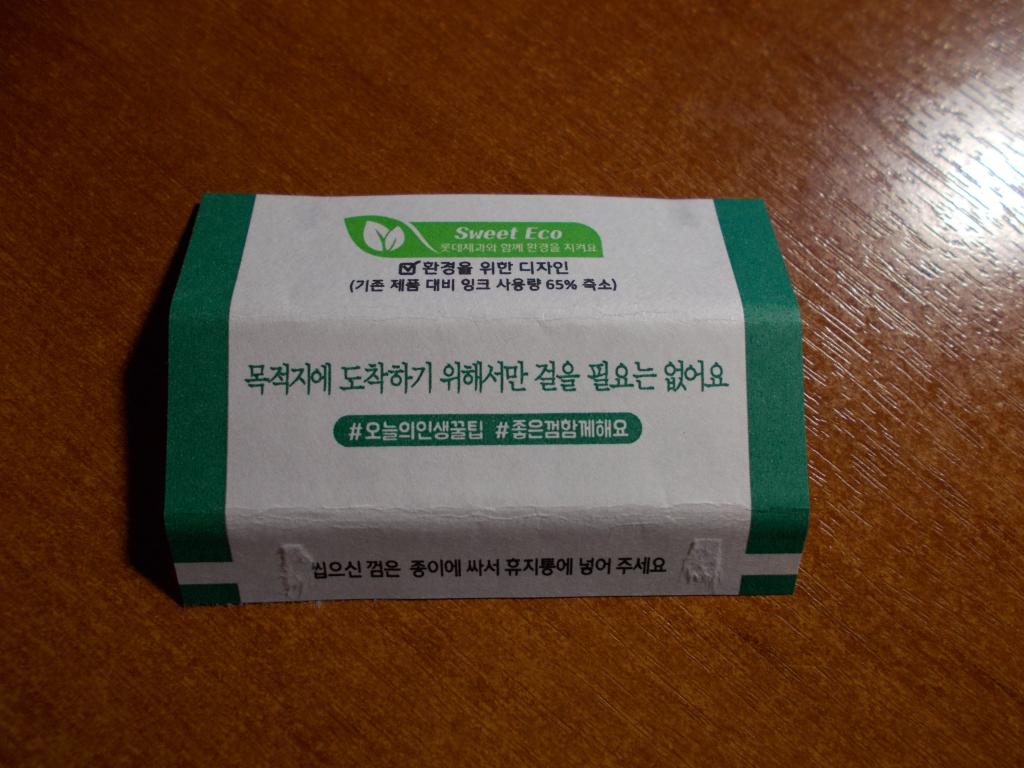 Sweet Eco
롯데제과와 함께 환경을 지켜요
환경을 위한 디자인
(기존 제품 대비 잉크 사용량 65% 축소)
목적지에 도착하기 위해서만 걸을 필요는 없어요
#오늘의인생꿀팁 #좋은껌함께해요
씹으신 껌은 종이에 싸서 휴지통에 넣어 주세요